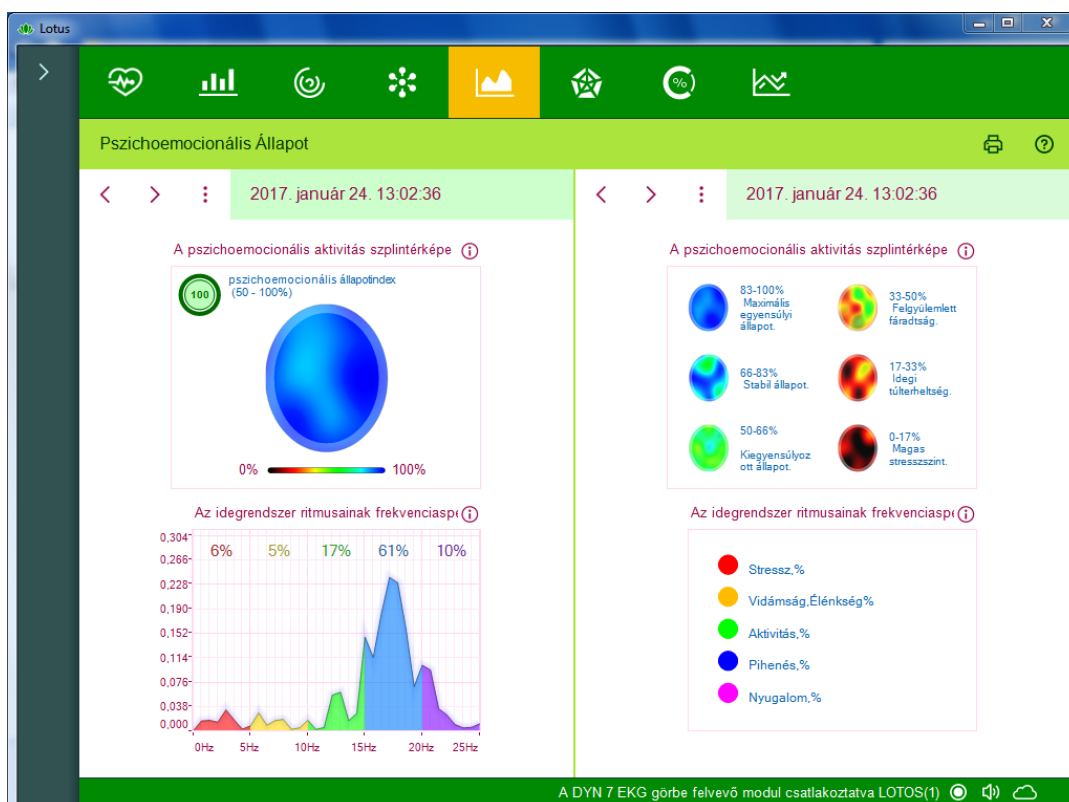 Lotus
Pszichoemocionális Állapot
2017. január 24. 13:02:36
2017. január 24. 13:02:36
A pszichoemocionális aktivitás szplintérképe
100
pszichoemocionális állapotindex
(50 - 100%)
0%
100%
Az idegrendszer ritmusainak frekvenciaspe
0,304
0,266
0,228
0,190
0,152
0,114
0,076
0,038
0,000
6%
5%
17%
61%
10%
0Hz
5Hz
10Hz
15Hz
20Hz
25Hz
A pszichoemocionális aktivitás szplintérképe
83-100%
Maximális
egyensúlyi
állapot.
33-50%
Felgyülemlett
fáradtság.
66-83%
Stabil állapot.
17-33%
Idegi
túlterheltség.
50-66%
Kiegyensúlyoz
ott állapot.
0-17%
Magas
stresszszint.
Az idegrendszer ritmusainak frekvenciaspe
Stressz,%
Vidámság,Élénkség%
Aktivitás,%
Pihenés,%
Nyugalom,%
A DYN 7 EKG görbe felvevő modul csatlakoztatva LOTOS(1)